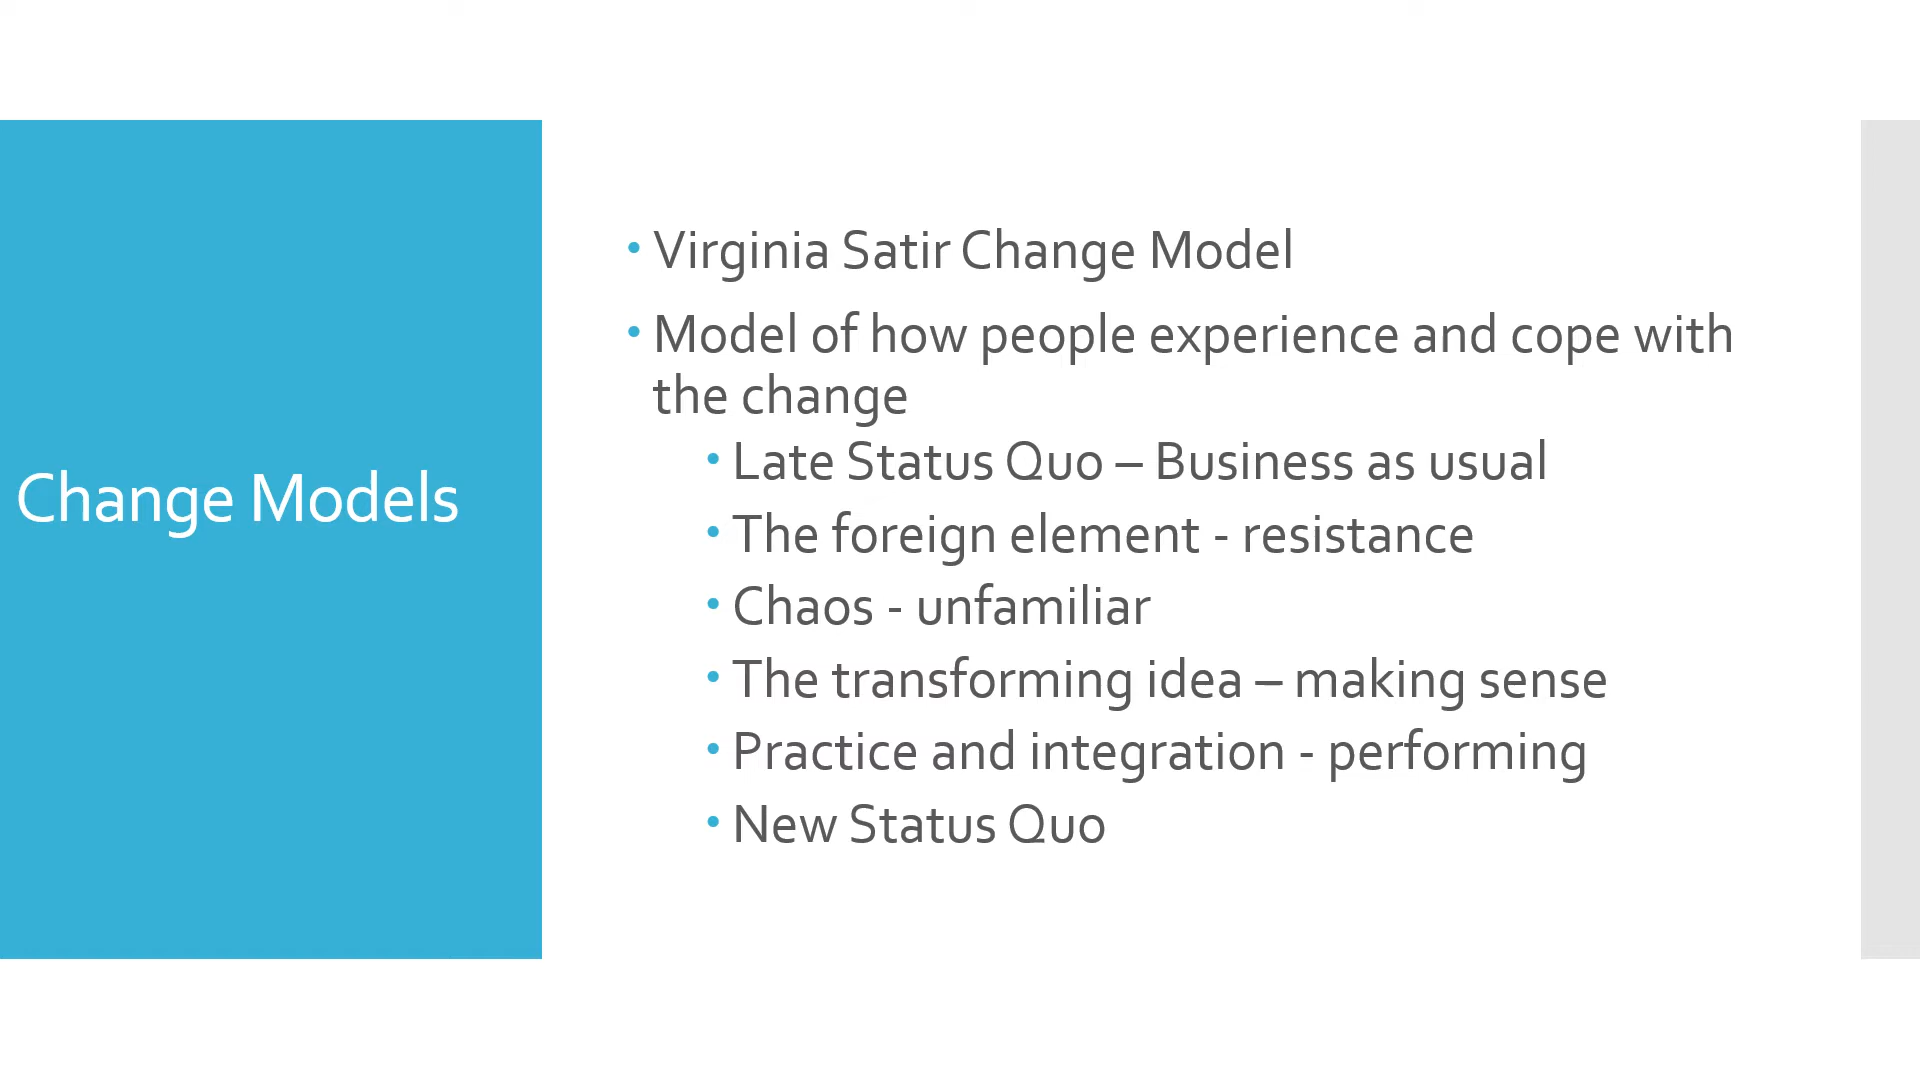 Change Models
• Virginia Satir Change Model
• Model of how people experience and cope with
the change
• Late Status Quo – Business as usual
• The foreign element - resistance
• Chaos - unfamiliar
• The transforming idea – making sense
• Practice and integration - performing
• New Status Quo